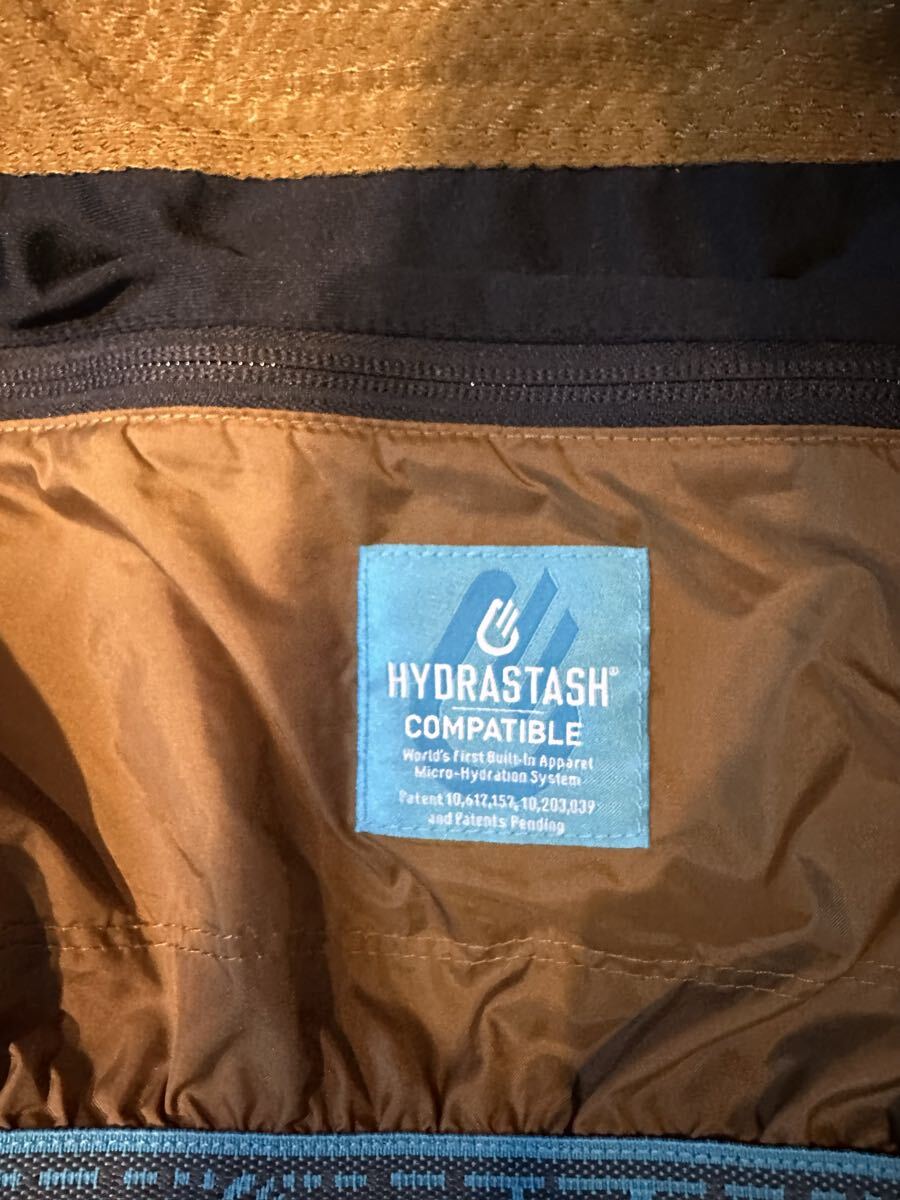 HYDRASTASH®
COMPATIBLE
World's First Built-In Apparel
Micro-Hydration System
Patent 10,617,157, 10,203,039
and Patents Pending